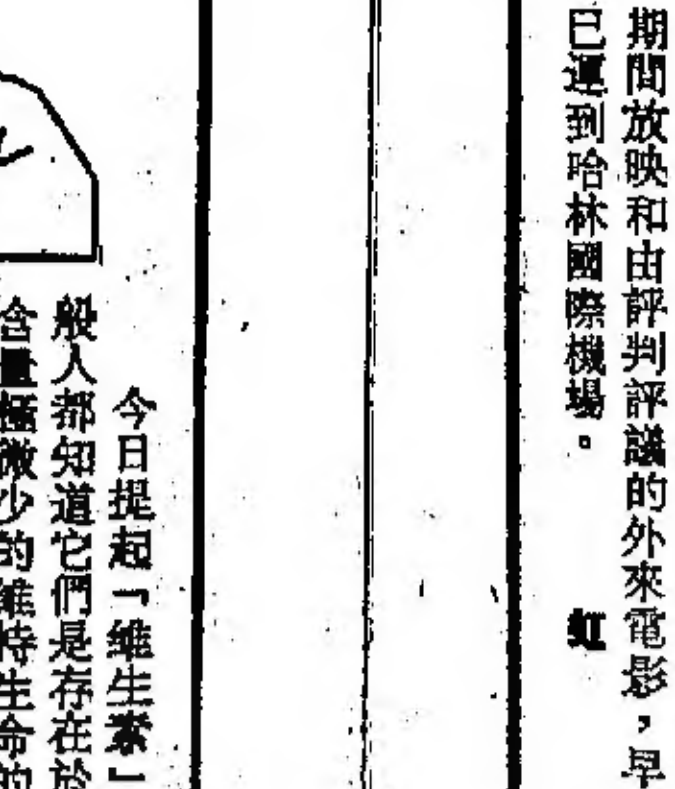 期間放映和由評判評議的外來電影，早
已運到哈林國際機場。 虹
今日提起「維生素」
般人都知道它們是存在於
含量極微少的維持生命的